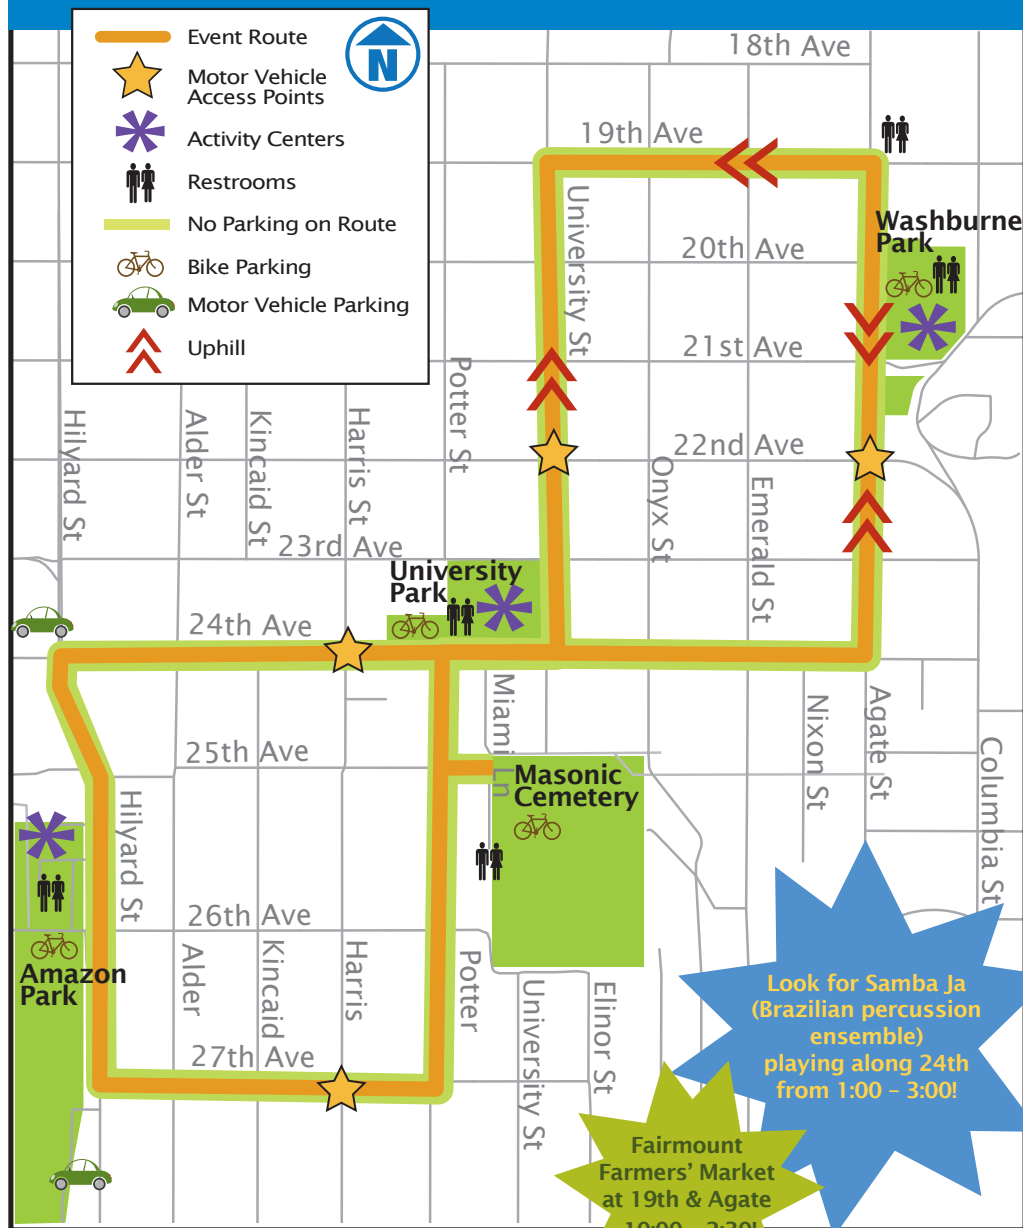 Event Route
N
Motor Vehicle
Access Points
Activity Centers
Restrooms
No Parking on Route
Bike Parking
Motor Vehicle Parking
Uphill
18th Ave
19th Ave
University St
Washburne
Park
20th Ave
21st Ave
Potter St
Hilyard St
Alder St
Kincaid St
Harris St
22nd Ave
Onyx St
Emerald St
23rd Ave
University
Park
24th Ave
Miami Ln
Nixon St
Agate St
Columbia St
25th Ave
Masonic
Cemetery
Hilyard St
26th Ave
Amazon
Park
Alder
Kincaid
Harris
Potter
University St
Elinor St
27th Ave
Look for Samba Ja
(Brazilian percussion
ensemble)
playing along 24th
from 1:00 – 3:00!
Fairmount
Farmers' Market
at 19th & Agate
10:00 – 2:30!